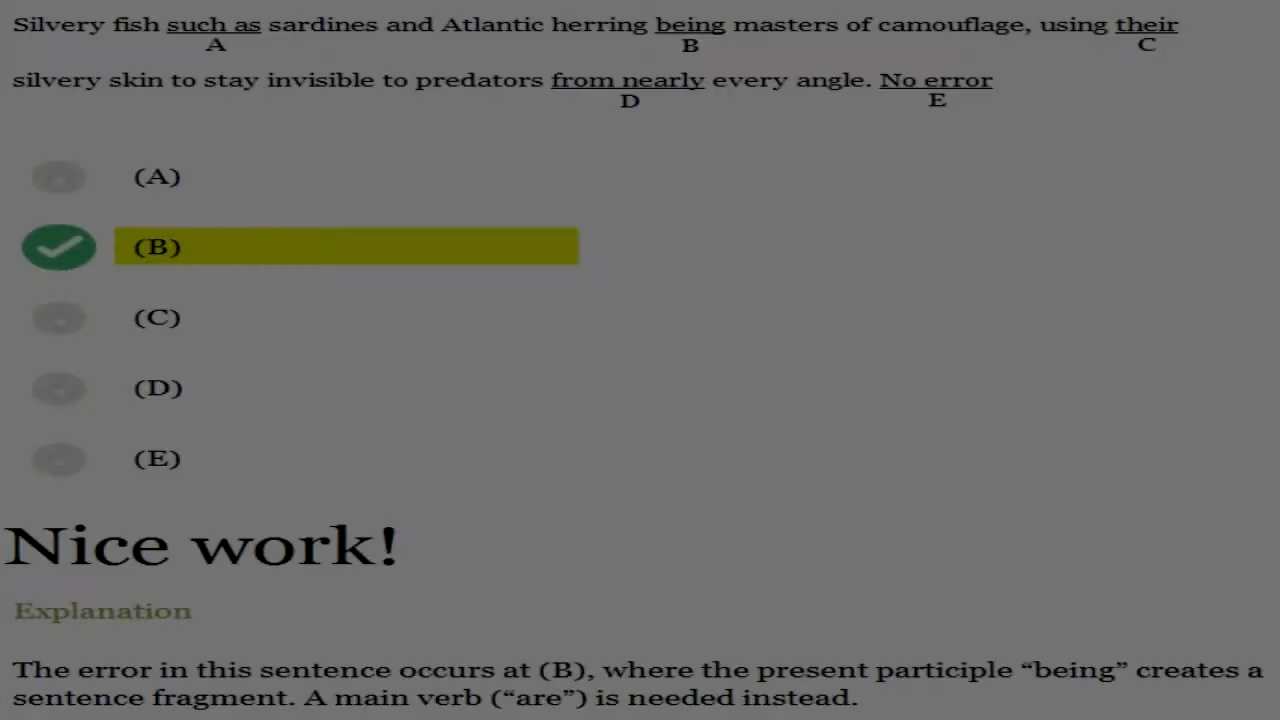 Silvery fish such as sardines and Atlantic herring being masters of camouflage, using their
A B C
silvery skin to stay invisible to predators from nearly every angle. No error
D E
(A)
(B)
(C)
(D)
(E)
Nice work!
Explanation
The error in this sentence occurs at (B), where the present participle “being” creates a
sentence fragment. A main verb (“are”) is needed instead.